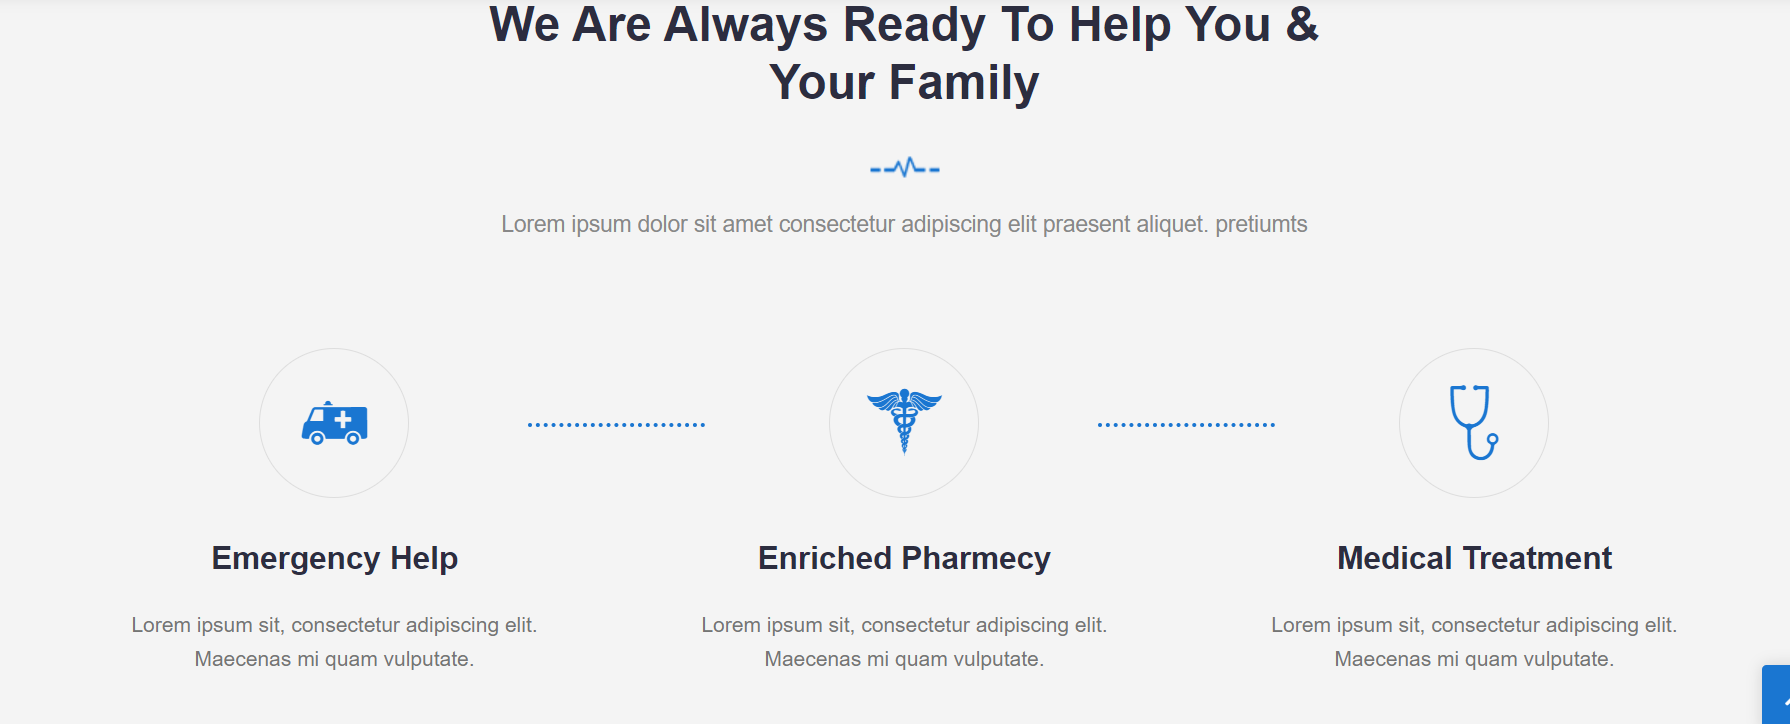 We Are Always Ready To Help You &
Your Family
Lorem ipsum dolor sit amet consectetur adipiscing elit praesent aliquet. pretiumts
Emergency Help
Lorem ipsum sit, consectetur adipiscing elit.
Maecenas mi quam vulputate.
Enriched Pharmecy
Lorem ipsum sit, consectetur adipiscing elit.
Maecenas mi quam vulputate.
Medical Treatment
Lorem ipsum sit, consectetur adipiscing elit.
Maecenas mi quam vulputate.